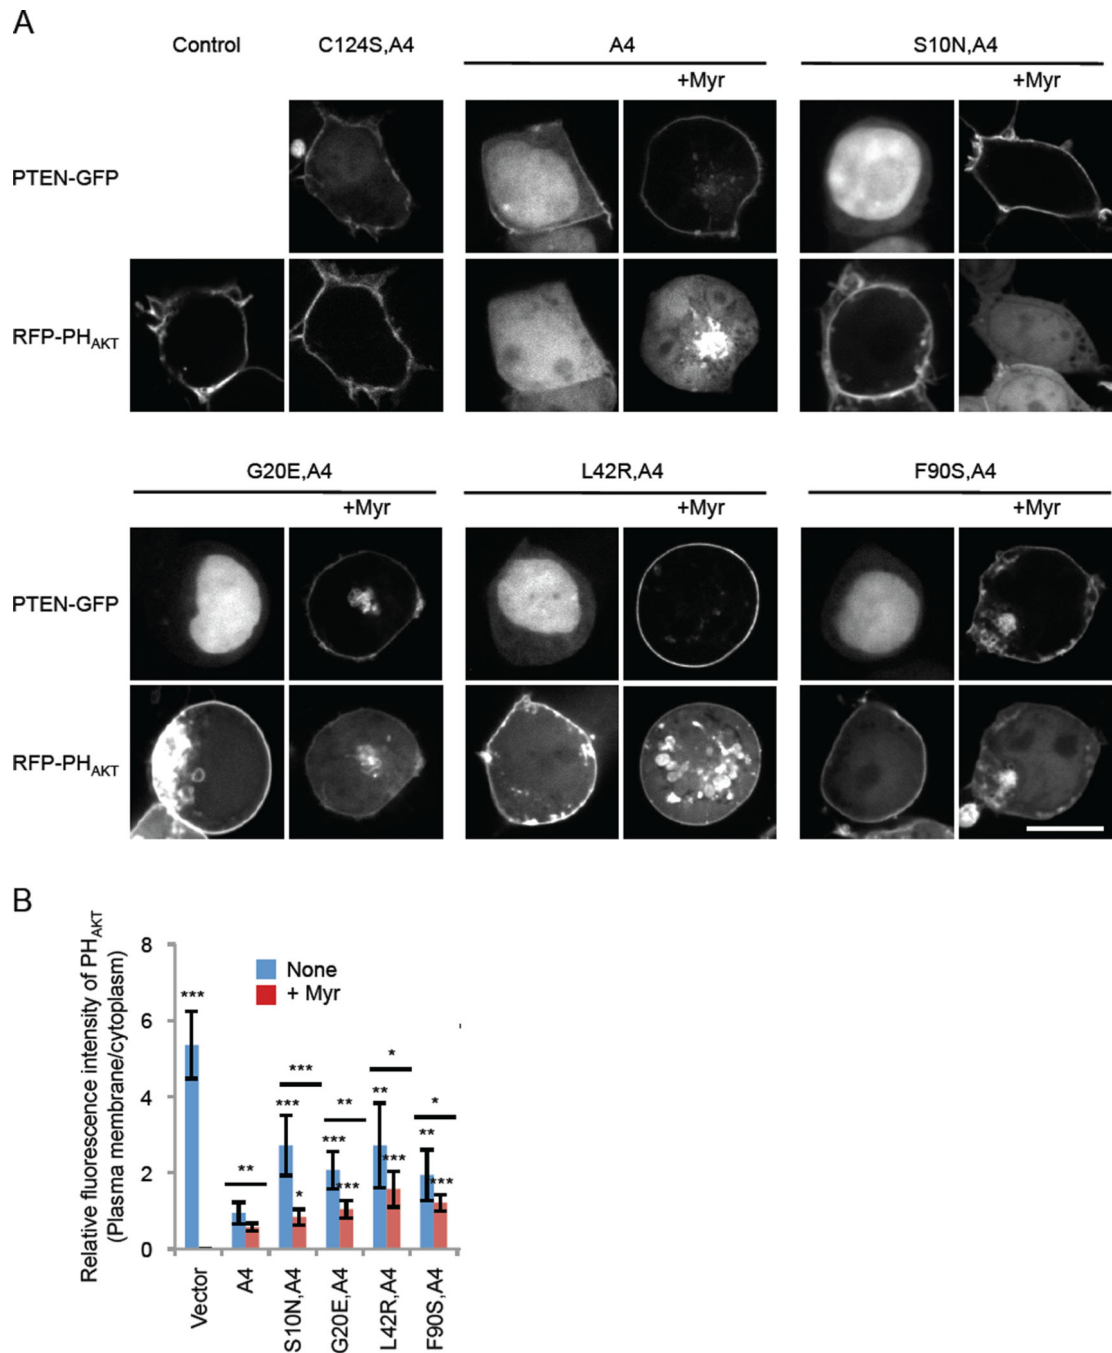 A
Control C124S,A4 A4 S10N,A4
+Myr +Myr
PTEN-GFP
RFP-PHAKT
G20E,A4 L42R,A4 F90S,A4
+Myr +Myr +Myr
PTEN-GFP
RFP-PHAKT
B
Relative fluorescence intensity of PHAKT
(Plasma membrane/cytoplasm)
8
6
4
2
0
None
+ Myr
***
**
***
***
*
**
***
***
*
**
***
*
**
***
Vector
A4
S10N,A4
G20E,A4
L42R,A4
F90S,A4